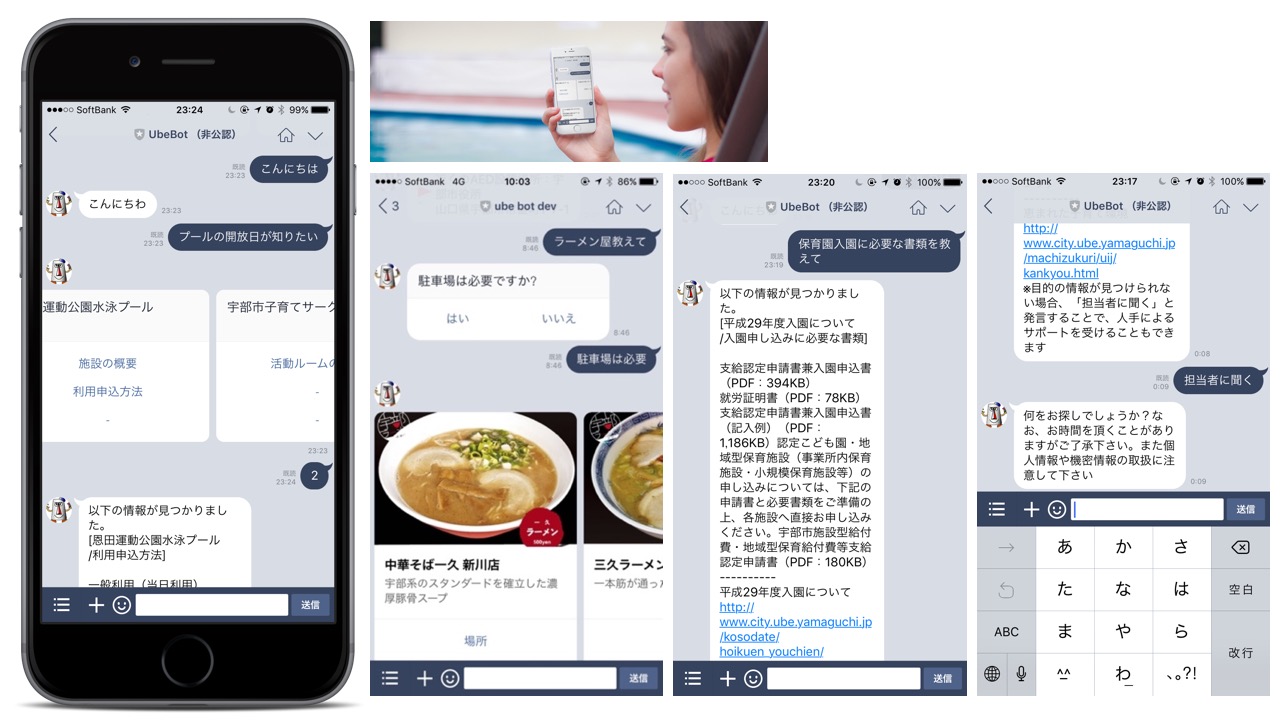 SoftBank
23:24
99%
UbeBot （非公認）
こんにちは
既読
23:23
こんにちわ
23:23
プールの開放日が知りたい
既読
23:23
運動公園水泳プール
宇部市子育てサーク
施設の概要
活動ルームの
利用申込方法
-
-
-
23:23
2
既読
23:24
以下の情報が見つかりまし
た。
[恩田運動公園水泳プール
/利用申込方法]
一般利用（当日利用）
送信
SoftBank 4G
10:03
86%
3
ube bot dev
ラーメン屋教えて
既読
8:46
駐車場は必要ですか?
はい
いいえ
8:46
駐車場は必要
既読
8:46
一久
ラーメン
中華そば一久 新川店
三久ラーメン
宇部系のスタンダードを確立した濃
厚豚骨スープ
一本筋が通った
場所
送信
SoftBank
23:20
100%
UbeBot （非公認）
保育園入園に必要な書類を教
えて
既読
23:19
以下の情報が見つかりまし
た。
[平成29年度入園について
/入園申し込みに必要な書類]
支給認定申請書兼入園申込書
（PDF：394KB）
就労証明書（PDF：78KB）
支給認定申請書兼入園申込書
（記入例）（PDF：
1,186KB）認定こども園・地
域型保育施設（事業所内保育
施設・小規模保育施設等）の
申し込みについては、下記の
申請書と必要書類をご準備の
上、各施設へ直接お申し込み
ください。宇部市施設型給付
費・地域型保育給付費等支給
認定申請書（PDF：180KB）
----------
平成29年度入園について
http://
www.city.ube.yamaguchi.jp
/kosodate/
hoikuen_youchien/
送信
SoftBank
23:17
100%
UbeBot （非公認）
http://
www.city.ube.yamaguchi.jp
/machizukuri/uij/
kankyou.html
※目的の情報が見つけられな
い場合、「担当者に聞く」と
発言することで、人手による
サポートを受けることもでき
ます
0:08
担当者に聞く
既読
0:09
何をお探しでしょうか？な
お、お時間を頂くことがあり
ますがご了承下さい。また個
人情報や機密情報の取扱に注
意して下さい
0:09
送信
→ あ か さ
た な は 空白
ABC ま や ら
改行
^^ わ 、。?!